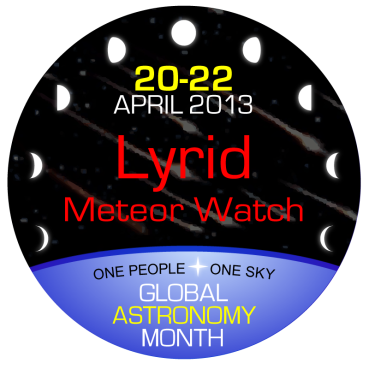 20-22
APRIL 2013
Lyrid
Meteor Watch
ONE PEOPLE ONE SKY
GLOBAL
ASTRONOMY
MONTH